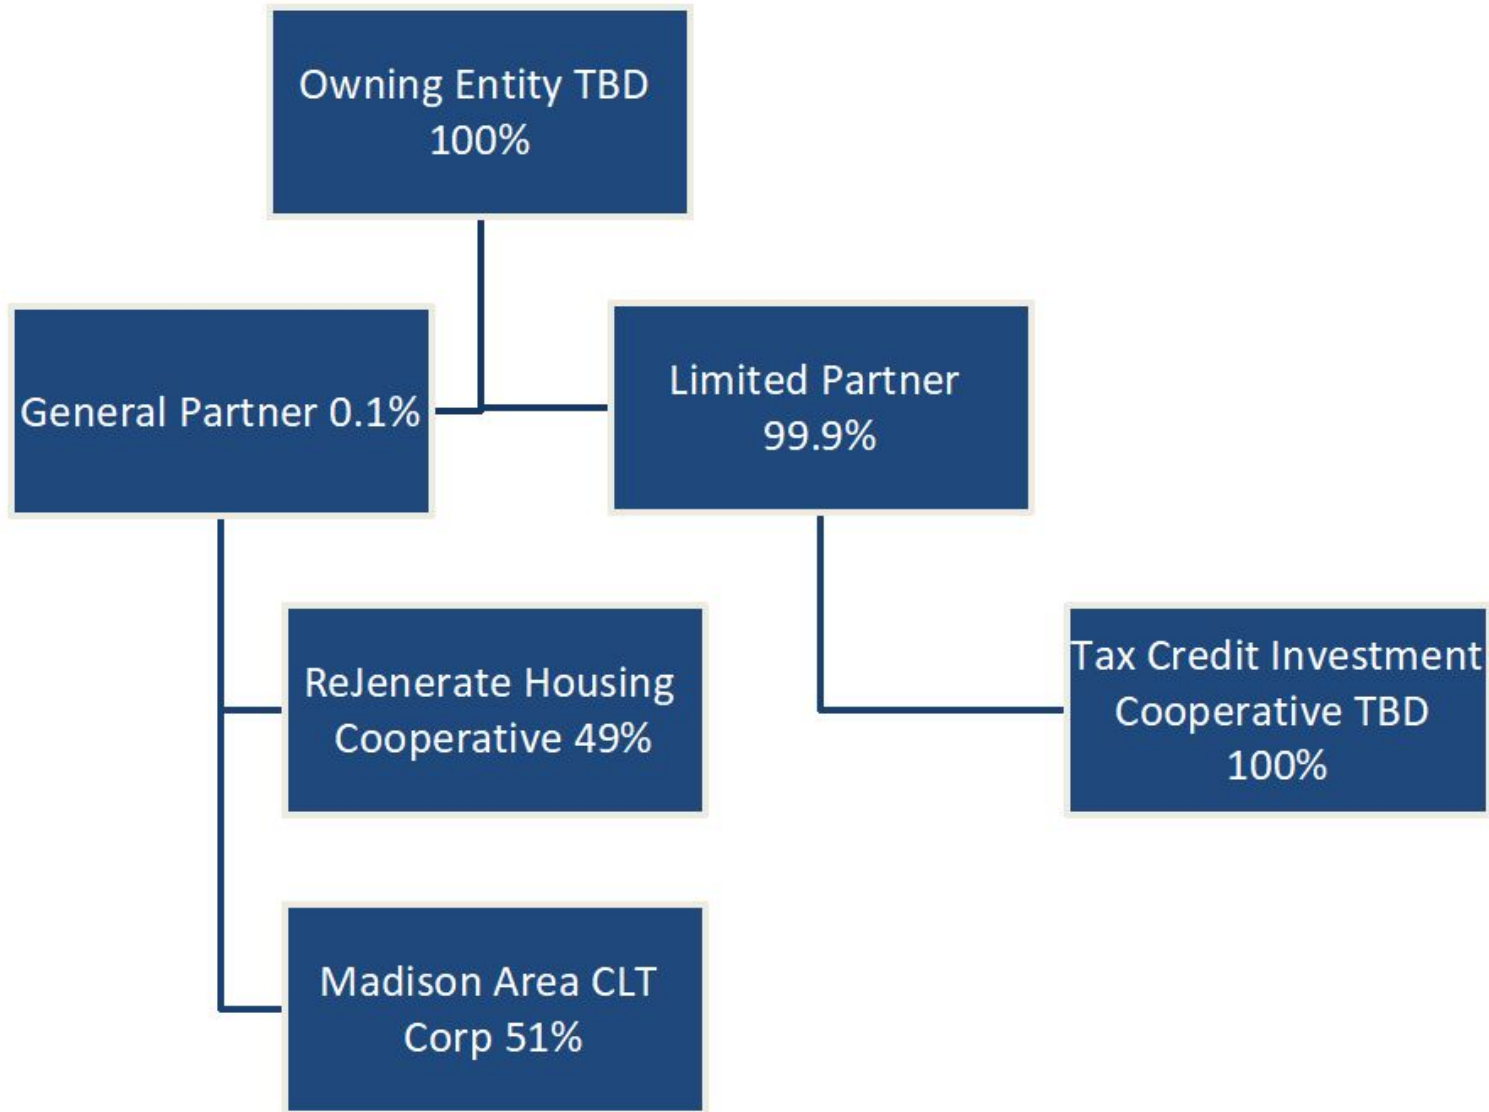 Owning Entity TBD
100%
General Partner 0.1%
Limited Partner
99.9%
ReJenerate Housing
Cooperative 49%
Tax Credit Investment
Cooperative TBD
100%
Madison Area CLT
Corp 51%